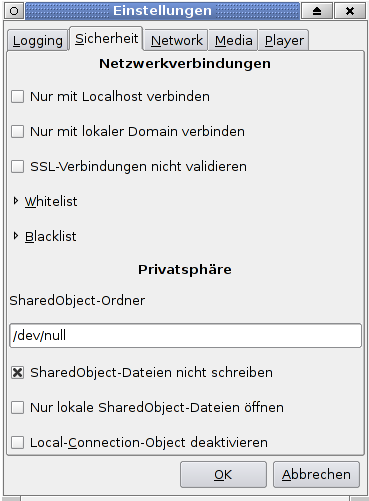 Einstellungen
Logging Sicherheit Network Media Player
Netzwerkverbindungen
Nur mit Localhost verbinden
Nur mit lokaler Domain verbinden
SSL-Verbindungen nicht validieren
Whitelist
Blacklist
Privatsphäre
SharedObject-Ordner
/dev/null
SharedObject-Dateien nicht schreiben
Nur lokale SharedObject-Dateien öffnen
Local-Connection-Object deaktivieren
OK Abbrechen